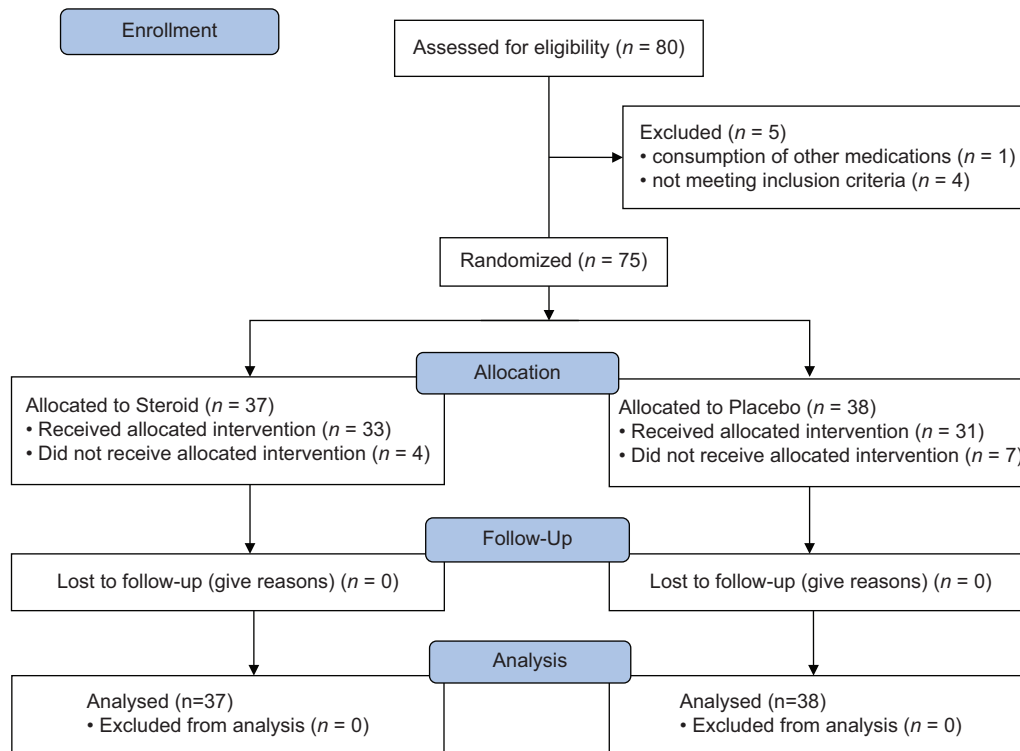 Enrollment
Assessed for eligibility (n = 80)
Excluded (n = 5)
• consumption of other medications (n = 1)
• not meeting inclusion criteria (n = 4)
Randomized (n = 75)
Allocation
Allocated to Steroid (n = 37)
• Received allocated intervention (n = 33)
• Did not receive allocated intervention (n = 4)
Allocated to Placebo (n = 38)
• Received allocated intervention (n = 31)
• Did not receive allocated intervention (n = 7)
Follow-Up
Lost to follow-up (give reasons) (n = 0)
Lost to follow-up (give reasons) (n = 0)
Analysis
Analysed (n=37)
• Excluded from analysis (n = 0)
Analysed (n=38)
• Excluded from analysis (n = 0)